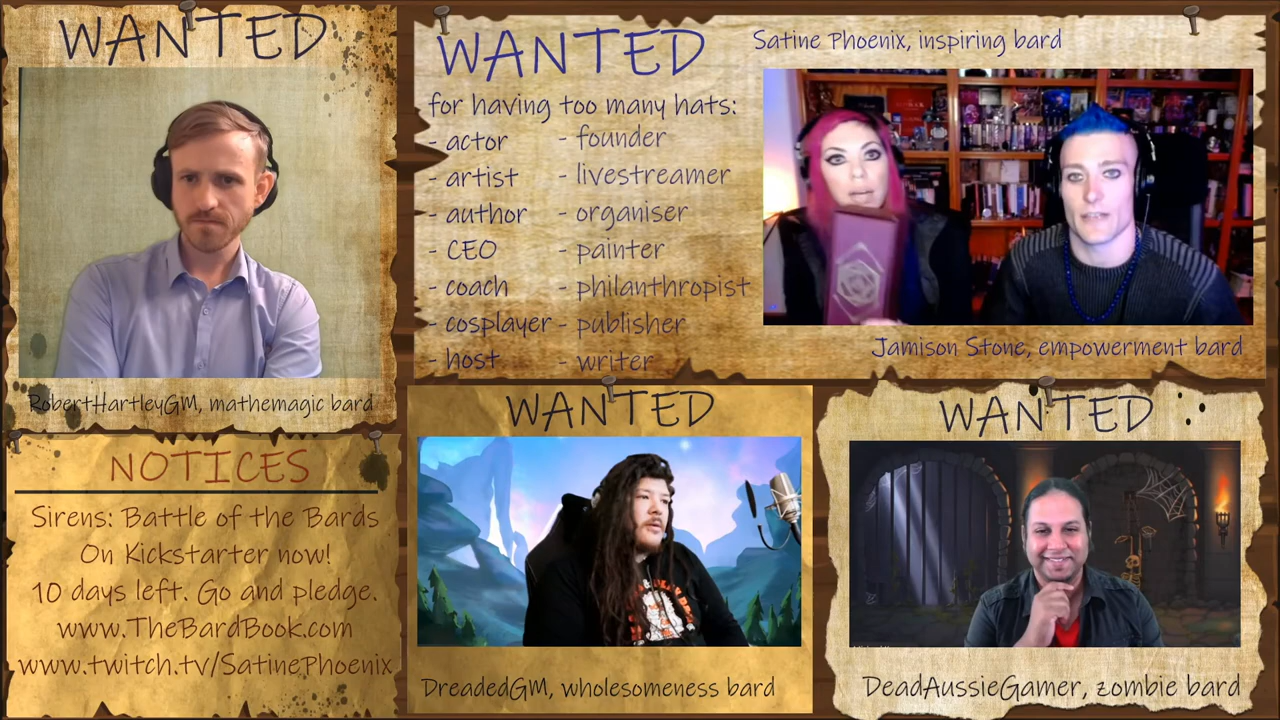 WANTED
RobertHartleyGM, mathemagic bard
WANTED
for having too many hats:
- actor
- artist
- author
- CEO
- coach
- cosplayer
- host
- founder
- livestreamer
- organiser
- painter
- philanthropist
- publisher
- writer
Satine Phoenix, inspiring bard
Jamison Stone, empowerment bard
NOTICES
Sirens: Battle of the Bards
On Kickstarter now!
10 days left. Go and pledge.
www.TheBardBook.com
www.twitch.tv/SatinePhoenix
WANTED
DreadedGM, wholesomeness bard
WANTED
DeadAussieGamer, zombie bard